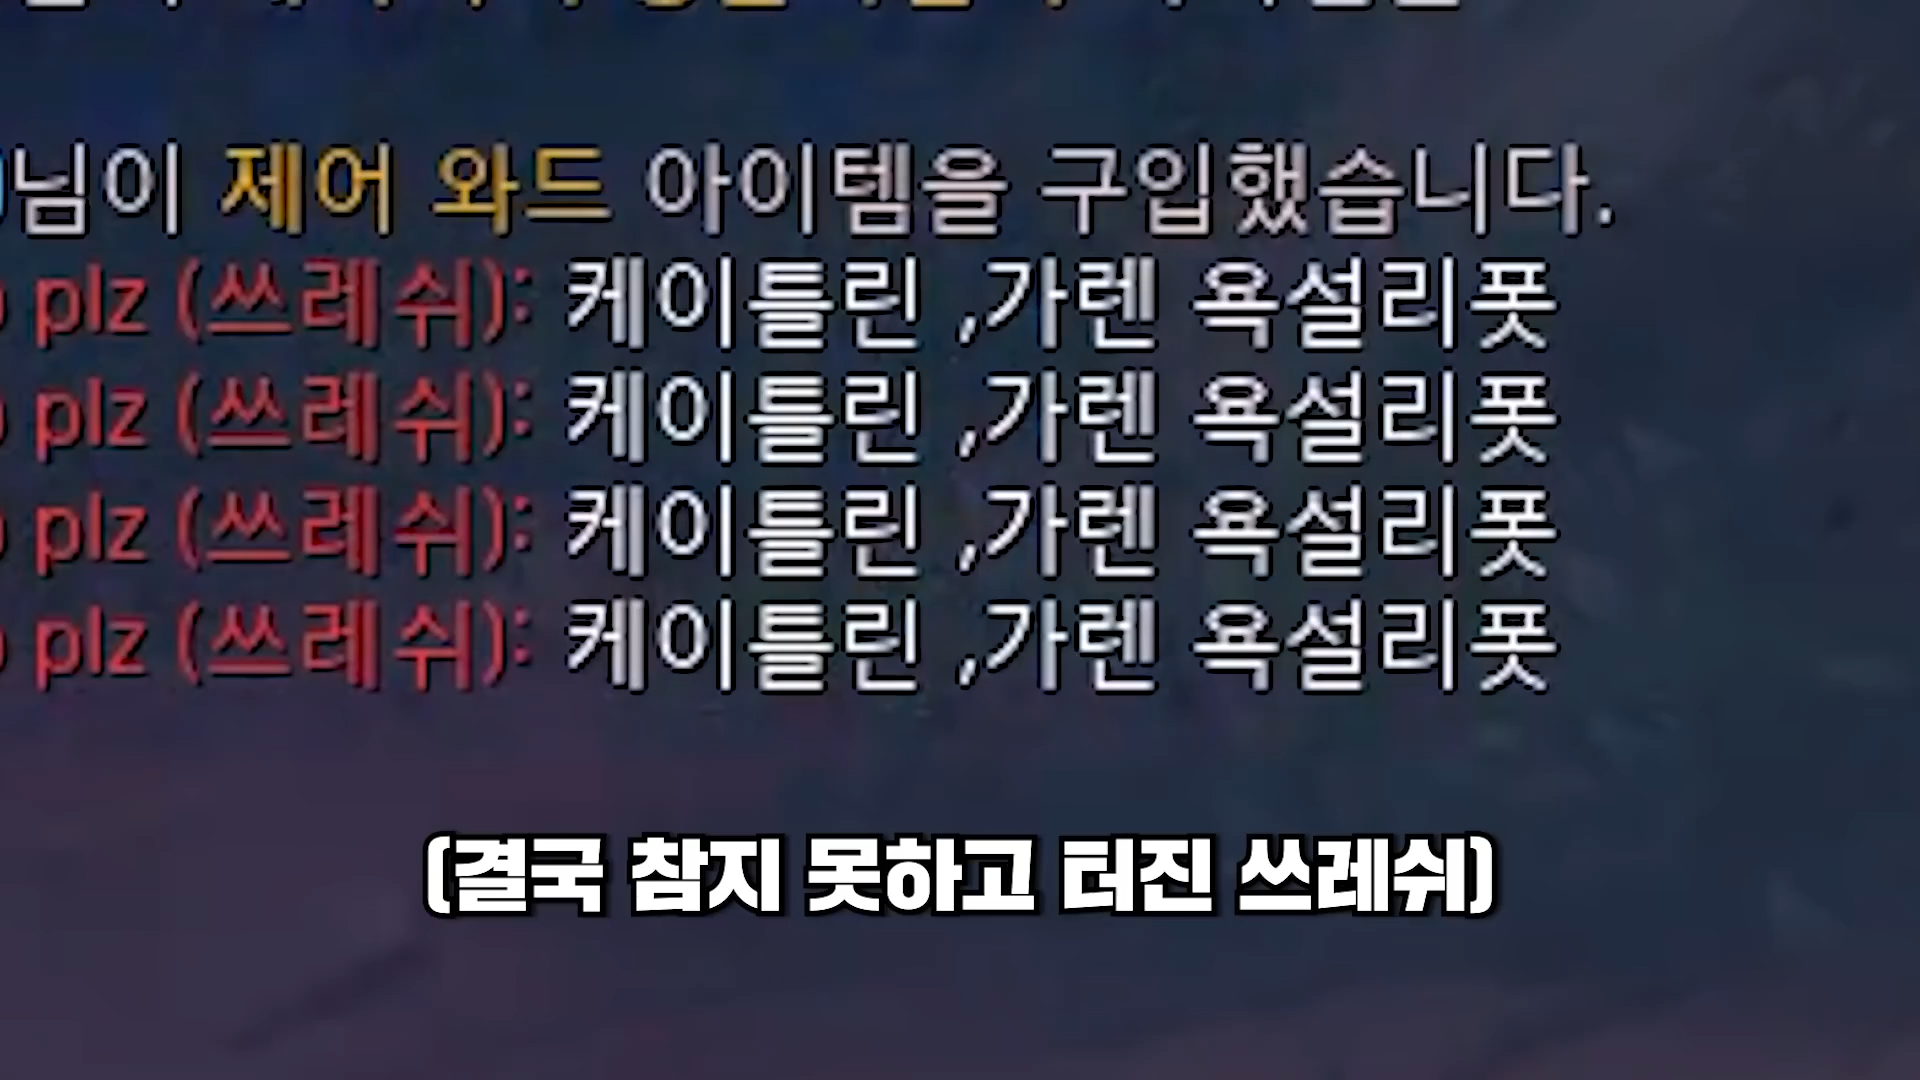 님이 제어 와드 아이템을 구입했습니다.
plz (쓰레쉬): 케이틀린 ,가렌 욕설리폿
plz (쓰레쉬): 케이틀린 ,가렌 욕설리폿
plz (쓰레쉬): 케이틀린 ,가렌 욕설리폿
plz (쓰레쉬): 케이틀린 ,가렌 욕설리폿
(결국 참지 못하고 터진 쓰레쉬)